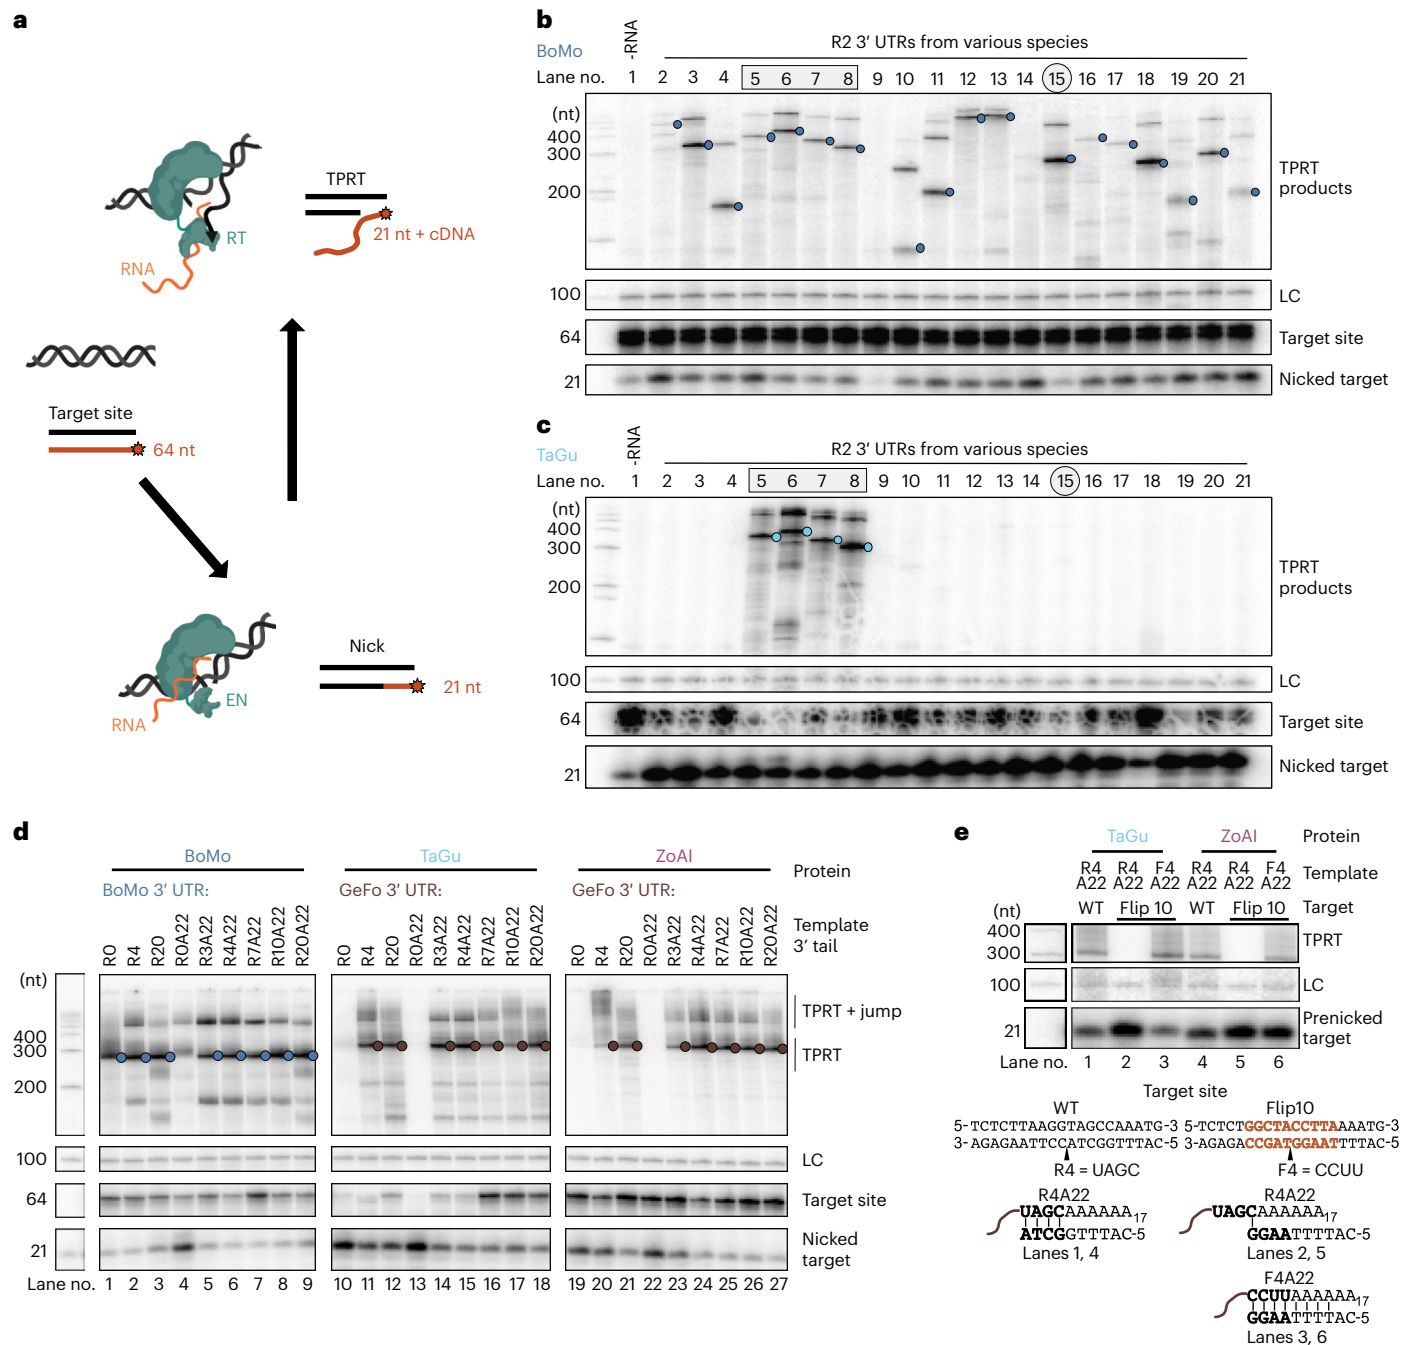 a
TPRT
21 nt + cDNA
RT
RNA
Target site
64 nt
Nick
21 nt
EN
RNA
b
BoMo
-RNA
R2 3′ UTRs from various species
Lane no. 1 2 3 4 5 6 7 8 9 10 11 12 13 14 15 16 17 18 19 20 21
(nt)
400
300
200
TPRT
products
100
LC
64
Target site
21
Nicked target
c
TaGu
-RNA
R2 3′ UTRs from various species
Lane no. 1 2 3 4 5 6 7 8 9 10 11 12 13 14 15 16 17 18 19 20 21
(nt)
400
300
200
TPRT
products
100
LC
64
Target site
21
Nicked target
d
BoMo TaGu ZoAl Protein
BoMo 3′ UTR: GeFo 3′ UTR: GeFo 3′ UTR:
R0 R4 R20 R0A22 R3A22 R4A22 R7A22 R10A22 R20A22 R0 R4 R20 R0A22 R3A22 R4A22 R7A22 R10A22 R20A22 R0 R4 R20 R0A22 R3A22 R4A22 R7A22 R10A22 R20A22
Template
3′ tail
(nt)
400
300
200
TPRT + jump
TPRT
100
LC
64
Target site
21
Nicked
target
Lane no. 1 2 3 4 5 6 7 8 9 10 11 12 13 14 15 16 17 18 19 20 21 22 23 24 25 26 27
e
TaGu ZoAl Protein
R4 R4 F4 R4 R4 F4
A22 A22 A22 A22 A22 A22
Template
WT Flip 10 WT Flip 10 Target
(nt)
400
300
TPRT
100
LC
21
Prenicked
target
Lane no. 1 2 3 4 5 6
Target site
WT Flip10
5-TCTCTTAAGGTAGCCAAATG-3 5-TCTCTGGCTACCTTAAAATG-3
3-AGAGAATTCCATCGGTTTAC-5 3-AGAGACCGATGGAATTTTAC-5
R4 = UAGC F4 = CCUU
R4A22 R4A22
UAGCAAAAAA17 UAGCAAAAAA17
ATCGGTTTAC-5 GGAATTTTAC-5
Lanes 1, 4 Lanes 2, 5
F4A22
CCUUAAAAAA17
GGAATTTTAC-5
Lanes 3, 6